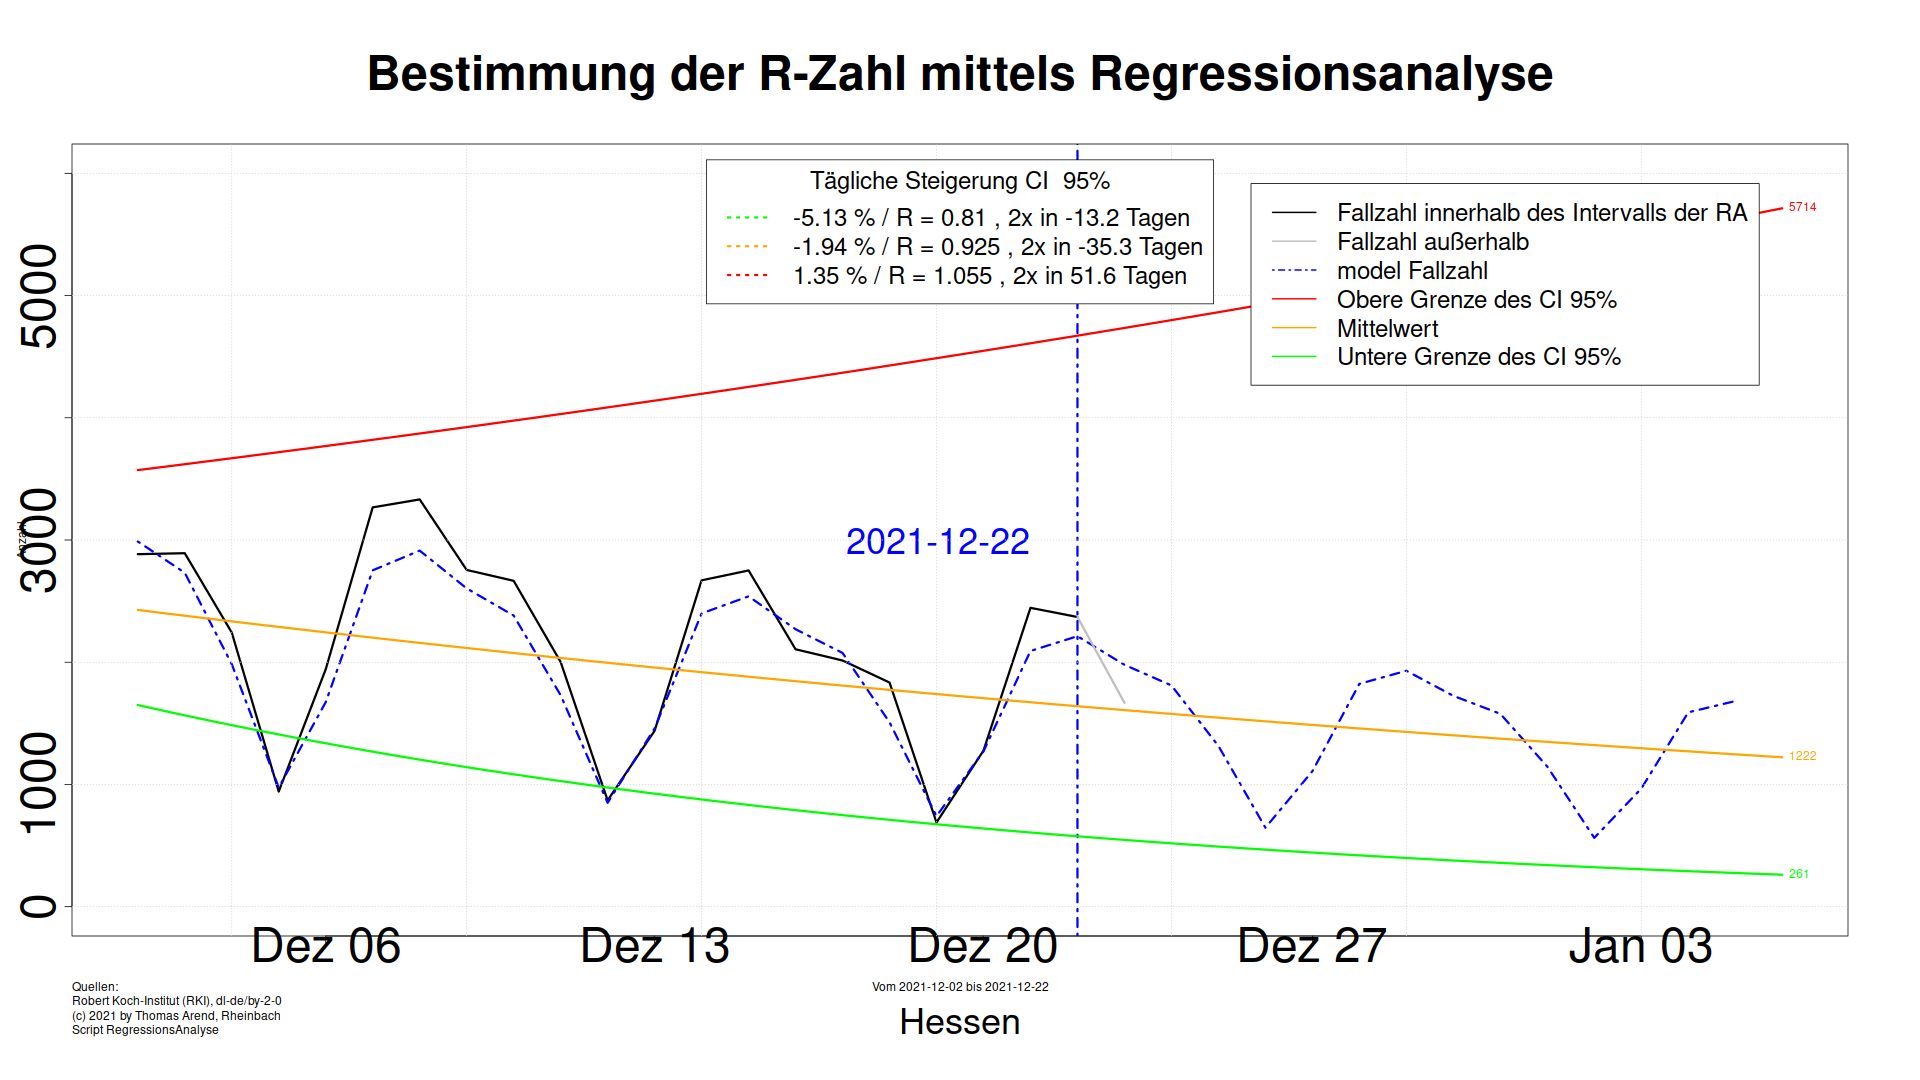 Bestimmung der R-Zahl mittels Regressionsanalyse
Tägliche Steigerung CI  95%
-5.13 % / R = 0.81 , 2x in -13.2 Tagen
-1.94 % / R = 0.925 , 2x in -35.3 Tagen
1.35 % / R = 1.055 , 2x in 51.6 Tagen
Fallzahl innerhalb des Intervalls der RA
Fallzahl außerhalb
model Fallzahl
Obere Grenze des CI 95%
Mittelwert
Untere Grenze des CI 95%
5714
5000
3000
1000
0
Anzahl
2021-12-22
1222
261
Dez 06
Dez 13
Dez 20
Dez 27
Jan 03
Quellen:
Robert Koch-Institut (RKI), dl-de/by-2-0
(c) 2021 by Thomas Arend, Rheinbach
Script RegressionsAnalyse
Vom 2021-12-02 bis 2021-12-22
Hessen